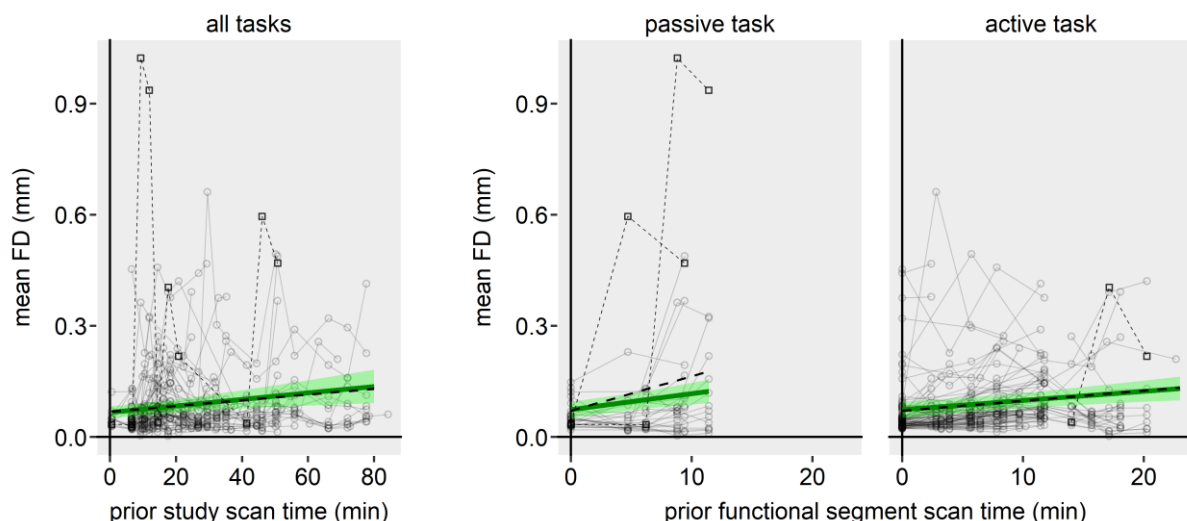 all tasks
passive task
active task
mean FD (mm)
0.9
0.6
0.3
0.0
0
20
40
60
80
prior study scan time (min)
mean FD (mm)
0.9
0.6
0.3
0.0
0
10
20
0
10
20
prior functional segment scan time (min)